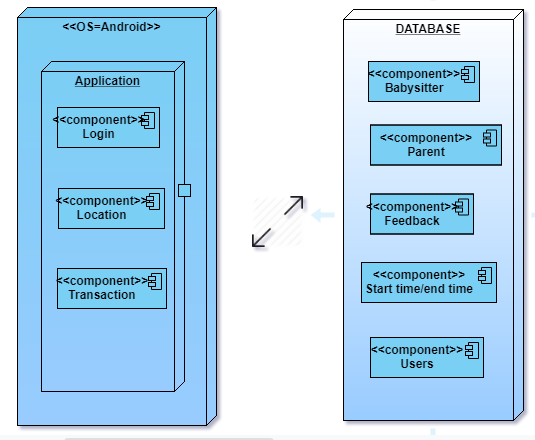 <<OS=Android>>
Application
<<component>>
Login
<<component>>
Location
<<component>>
Transaction
DATABASE
<<component>>
Babysitter
<<component>>
Parent
<<component>>
Feedback
<<component>>
Start time/end time
<<component>>
Users